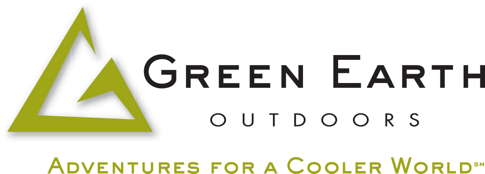 GREEN EARTH
OUTDOORS
ADVENTURES FOR A COOLER WORLD℠